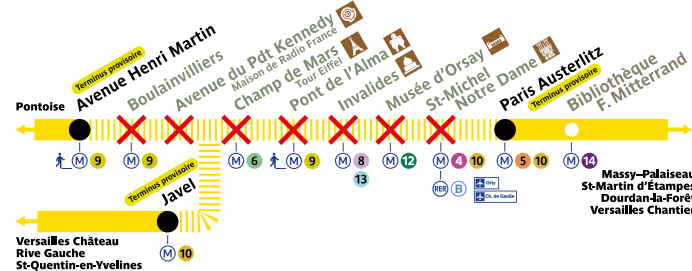 Terminus provisoire
Avenue Henri Martin
Boulainvilliers
Avenue du Pdt Kennedy
Maison de Radio France
Champ de Mars
Tour Eiffel
Pont de l'Alma
Invalides
Musée d'Orsay
St-Michel
Notre Dame
Paris Austerlitz
Terminus provisoire
Bibliothèque
F. Mitterrand
Pontoise
M 9
M 9
M 6
M 9
M 8
13
M 12
M 4 10
RER B
Orly
Ch. de Gaulle
M 5 10
M 14
Massy–Palaiseau
St-Martin d'Étampes
Dourdan-la-Forêt
Versailles Chantier
Terminus provisoire
Javel
M 10
Versailles Château
Rive Gauche
St-Quentin-en-Yvelines